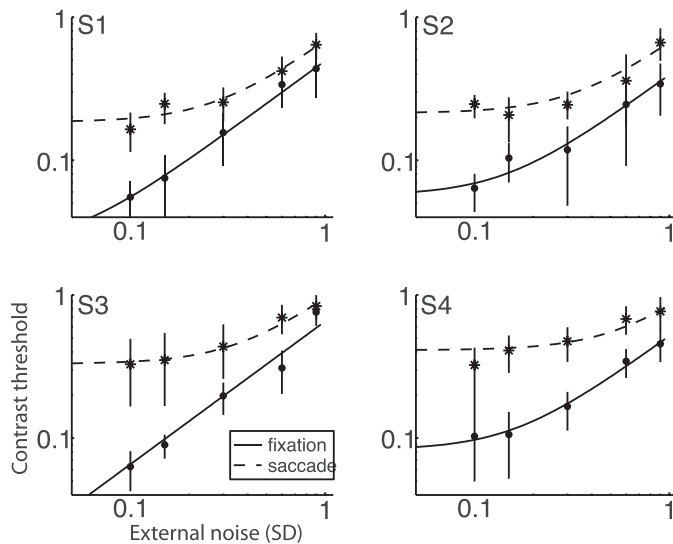 1
S1
0.1
0.1
1
1
S2
0.1
0.1
1
Contrast threshold
1
S3
0.1
fixation
saccade
0.1
1
External noise (SD)
1
S4
0.1
0.1
1